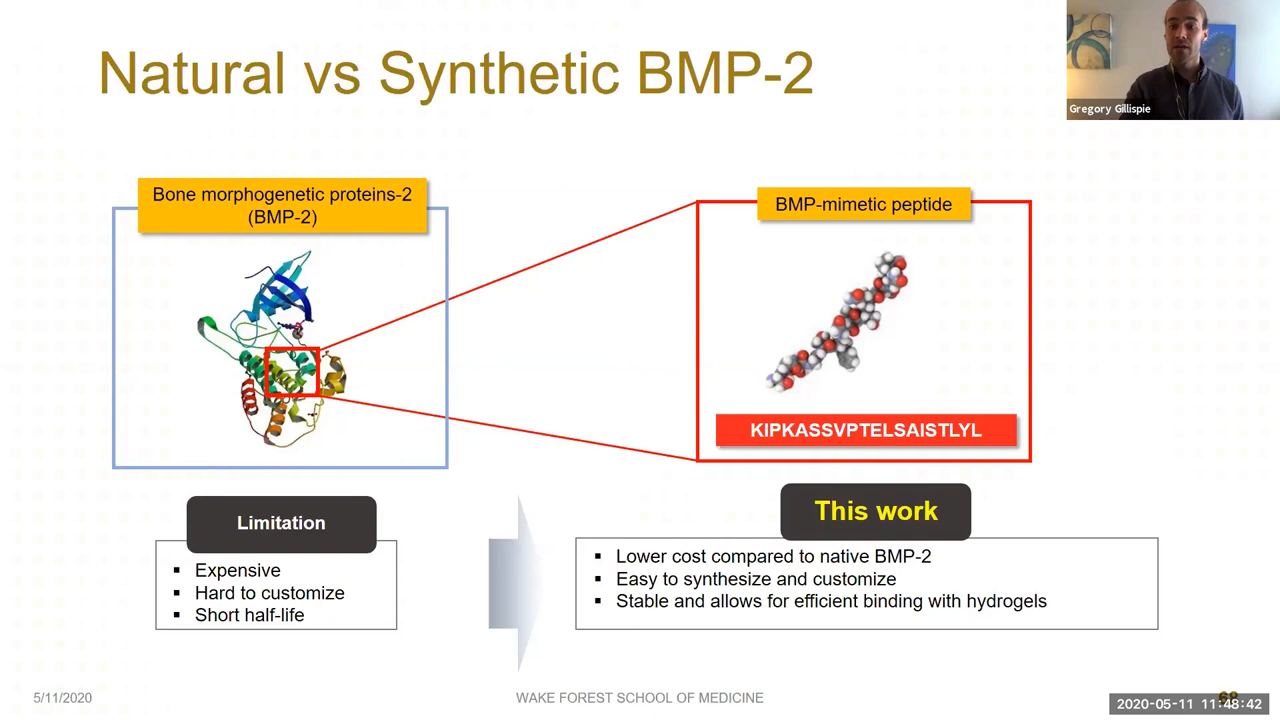 Natural vs Synthetic BMP-2
Gregory Gillispie
Bone morphogenetic proteins-2
(BMP-2)
BMP-mimetic peptide
KIPKASSVPTELSAISTLYL
Limitation
▪ Expensive
▪ Hard to customize
▪ Short half-life
This work
▪ Lower cost compared to native BMP-2
▪ Easy to synthesize and customize
▪ Stable and allows for efficient binding with hydrogels
5/11/2020
WAKE FOREST SCHOOL OF MEDICINE
2020-05-11 11:48:42